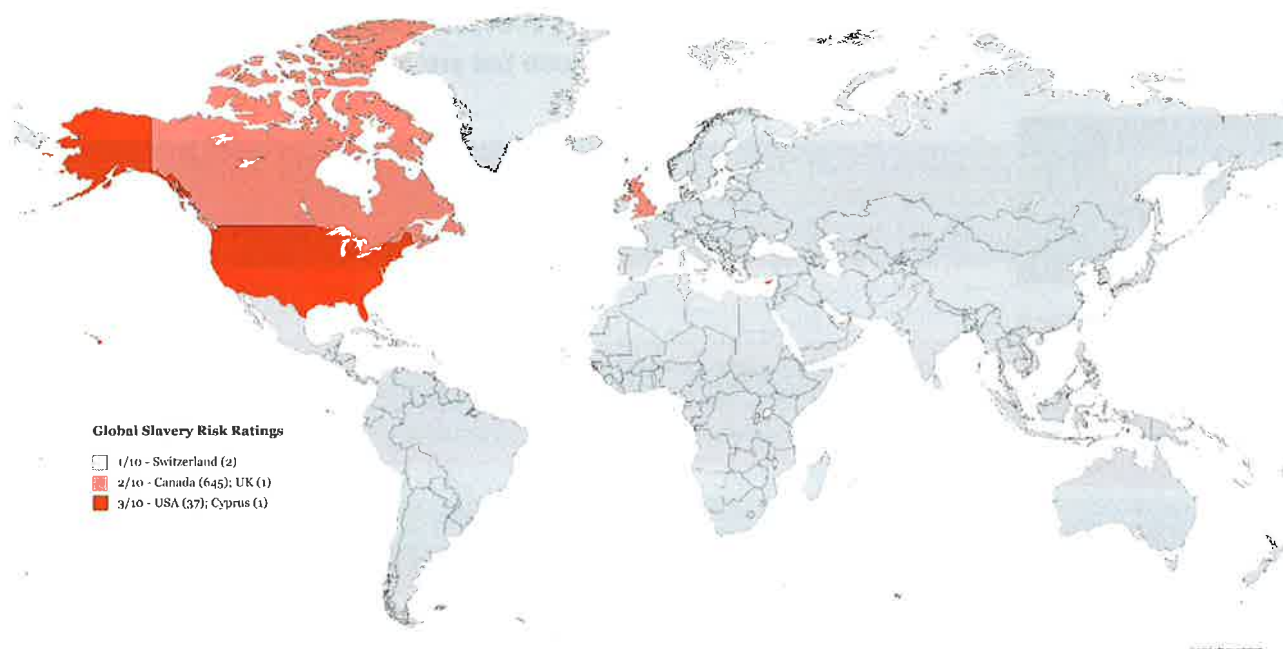 Global Slavery Risk Ratings
1/10 - Switzerland (2)
2/10 - Canada (645); UK (1)
3/10 - USA (37); Cyprus (1)